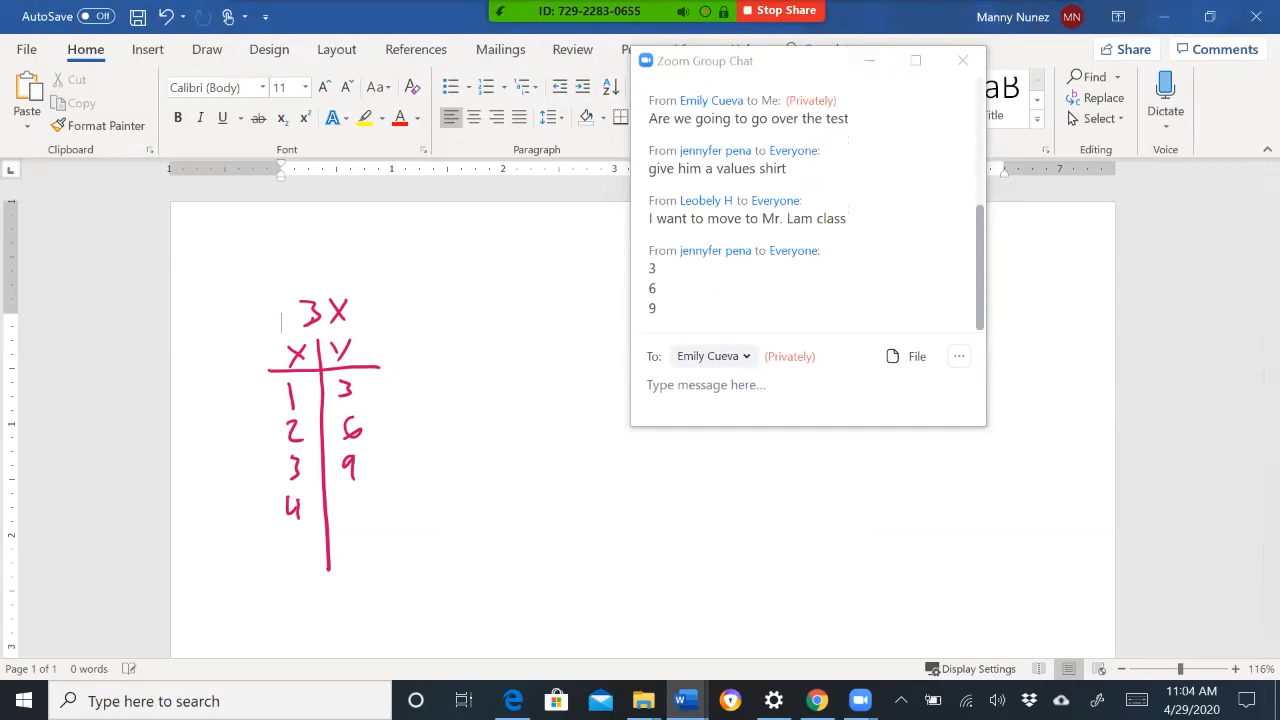 AutoSave Off
ID: 729-2283-0655 Stop Share
Manny Nunez MN
File Home Insert Draw Design Layout References Mailings Review
Share Comments
Paste Cut Copy Format Painter
Clipboard
Calibri (Body) 11
Font
Paragraph
Find Replace Select
Editing
Dictate
Voice
Zoom Group Chat
From Emily Cueva to Me: (Privately)
Are we going to go over the test
From jennyfer pena to Everyone:
give him a values shirt
From Leobely H to Everyone:
I want to move to Mr. Lam class
From jennyfer pena to Everyone:
3
6
9
To: Emily Cueva (Privately) File
Type message here...
3X
X Y
1 3
2 6
3 9
4
Page 1 of 1 0 words Display Settings 116%
Type here to search
11:04 AM
4/29/2020